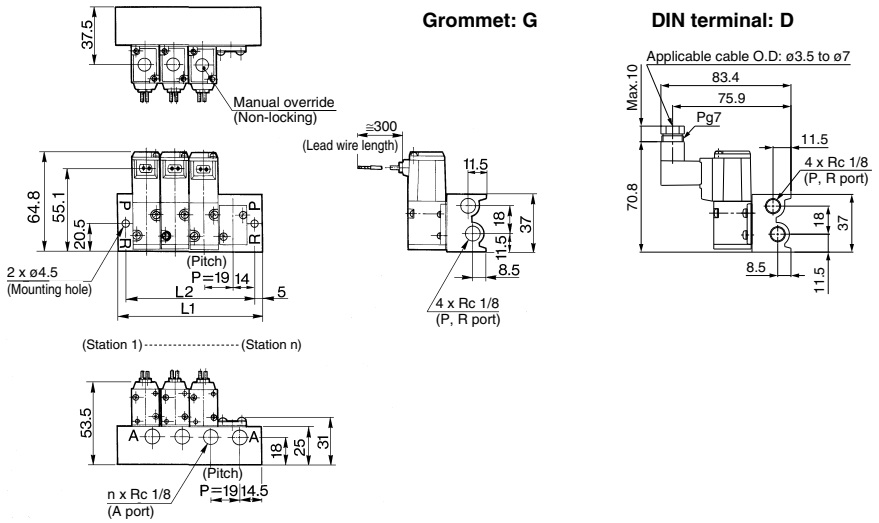 Grommet: G
DIN terminal: D
37.5
Manual override
(Non-locking)
Applicable cable O.D: ø3.5 to ø7
83.4
75.9
Max.10
Pg7
11.5
4 x Rc 1/8
(P, R port)
70.8
18
37
8.5
11.5
≅300
(Lead wire length)
11.5
18
37
11.5
8.5
4 x Rc 1/8
(P, R port)
64.8
55.1
20.5
P
R
P
R
(Pitch)
P=19
14
2 x ø4.5
(Mounting hole)
L2
5
L1
(Station 1)
(Station n)
53.5
A
A
18
25
31
(Pitch)
P=19
14.5
n x Rc 1/8
(A port)